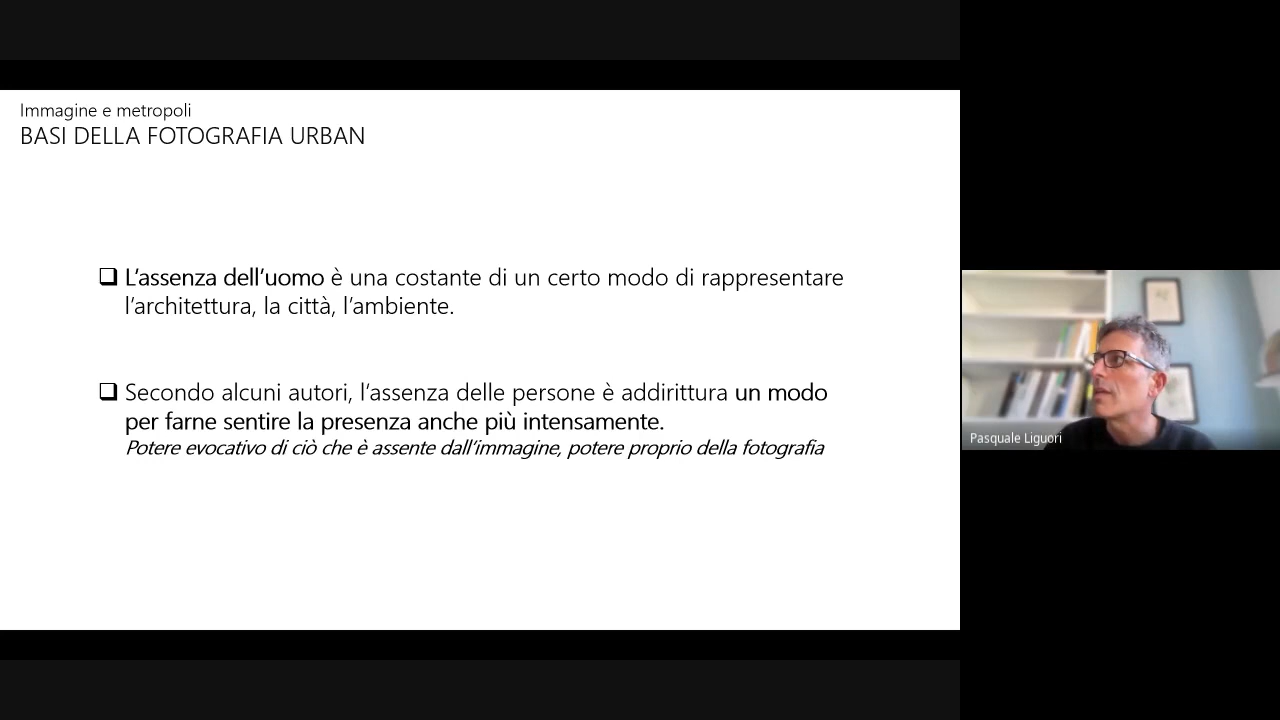 Immagine e metropoli
BASI DELLA FOTOGRAFIA URBAN
❑ L'assenza dell'uomo è una costante di un certo modo di rappresentare
l'architettura, la città, l'ambiente.
❑ Secondo alcuni autori, l'assenza delle persone è addirittura un modo
per farne sentire la presenza anche più intensamente.
Potere evocativo di ciò che è assente dall'immagine, potere proprio della fotografia
Pasquale Liguori